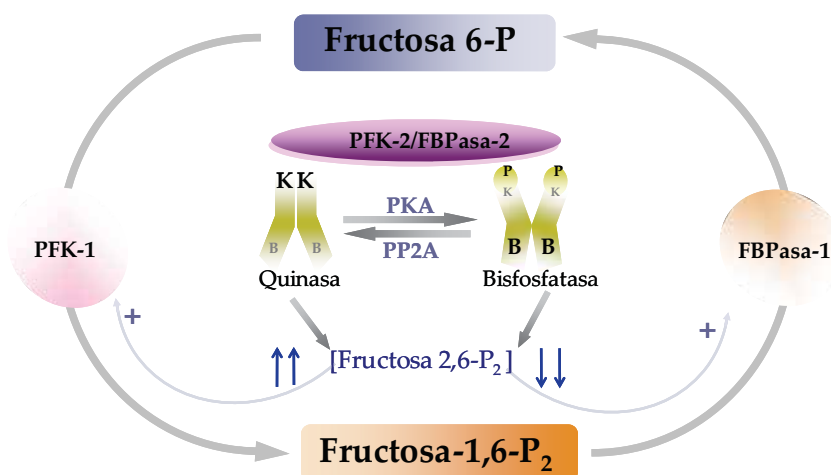 Fructosa 6-P
PFK-2/FBPasa-2
K K
P P
K K
PKA
PP2A
B B
B B
PFK-1
FBPasa-1
Quinasa
Bisfosfatasa
+
+
[Fructosa 2,6-P₂]
Fructosa-1,6-P₂